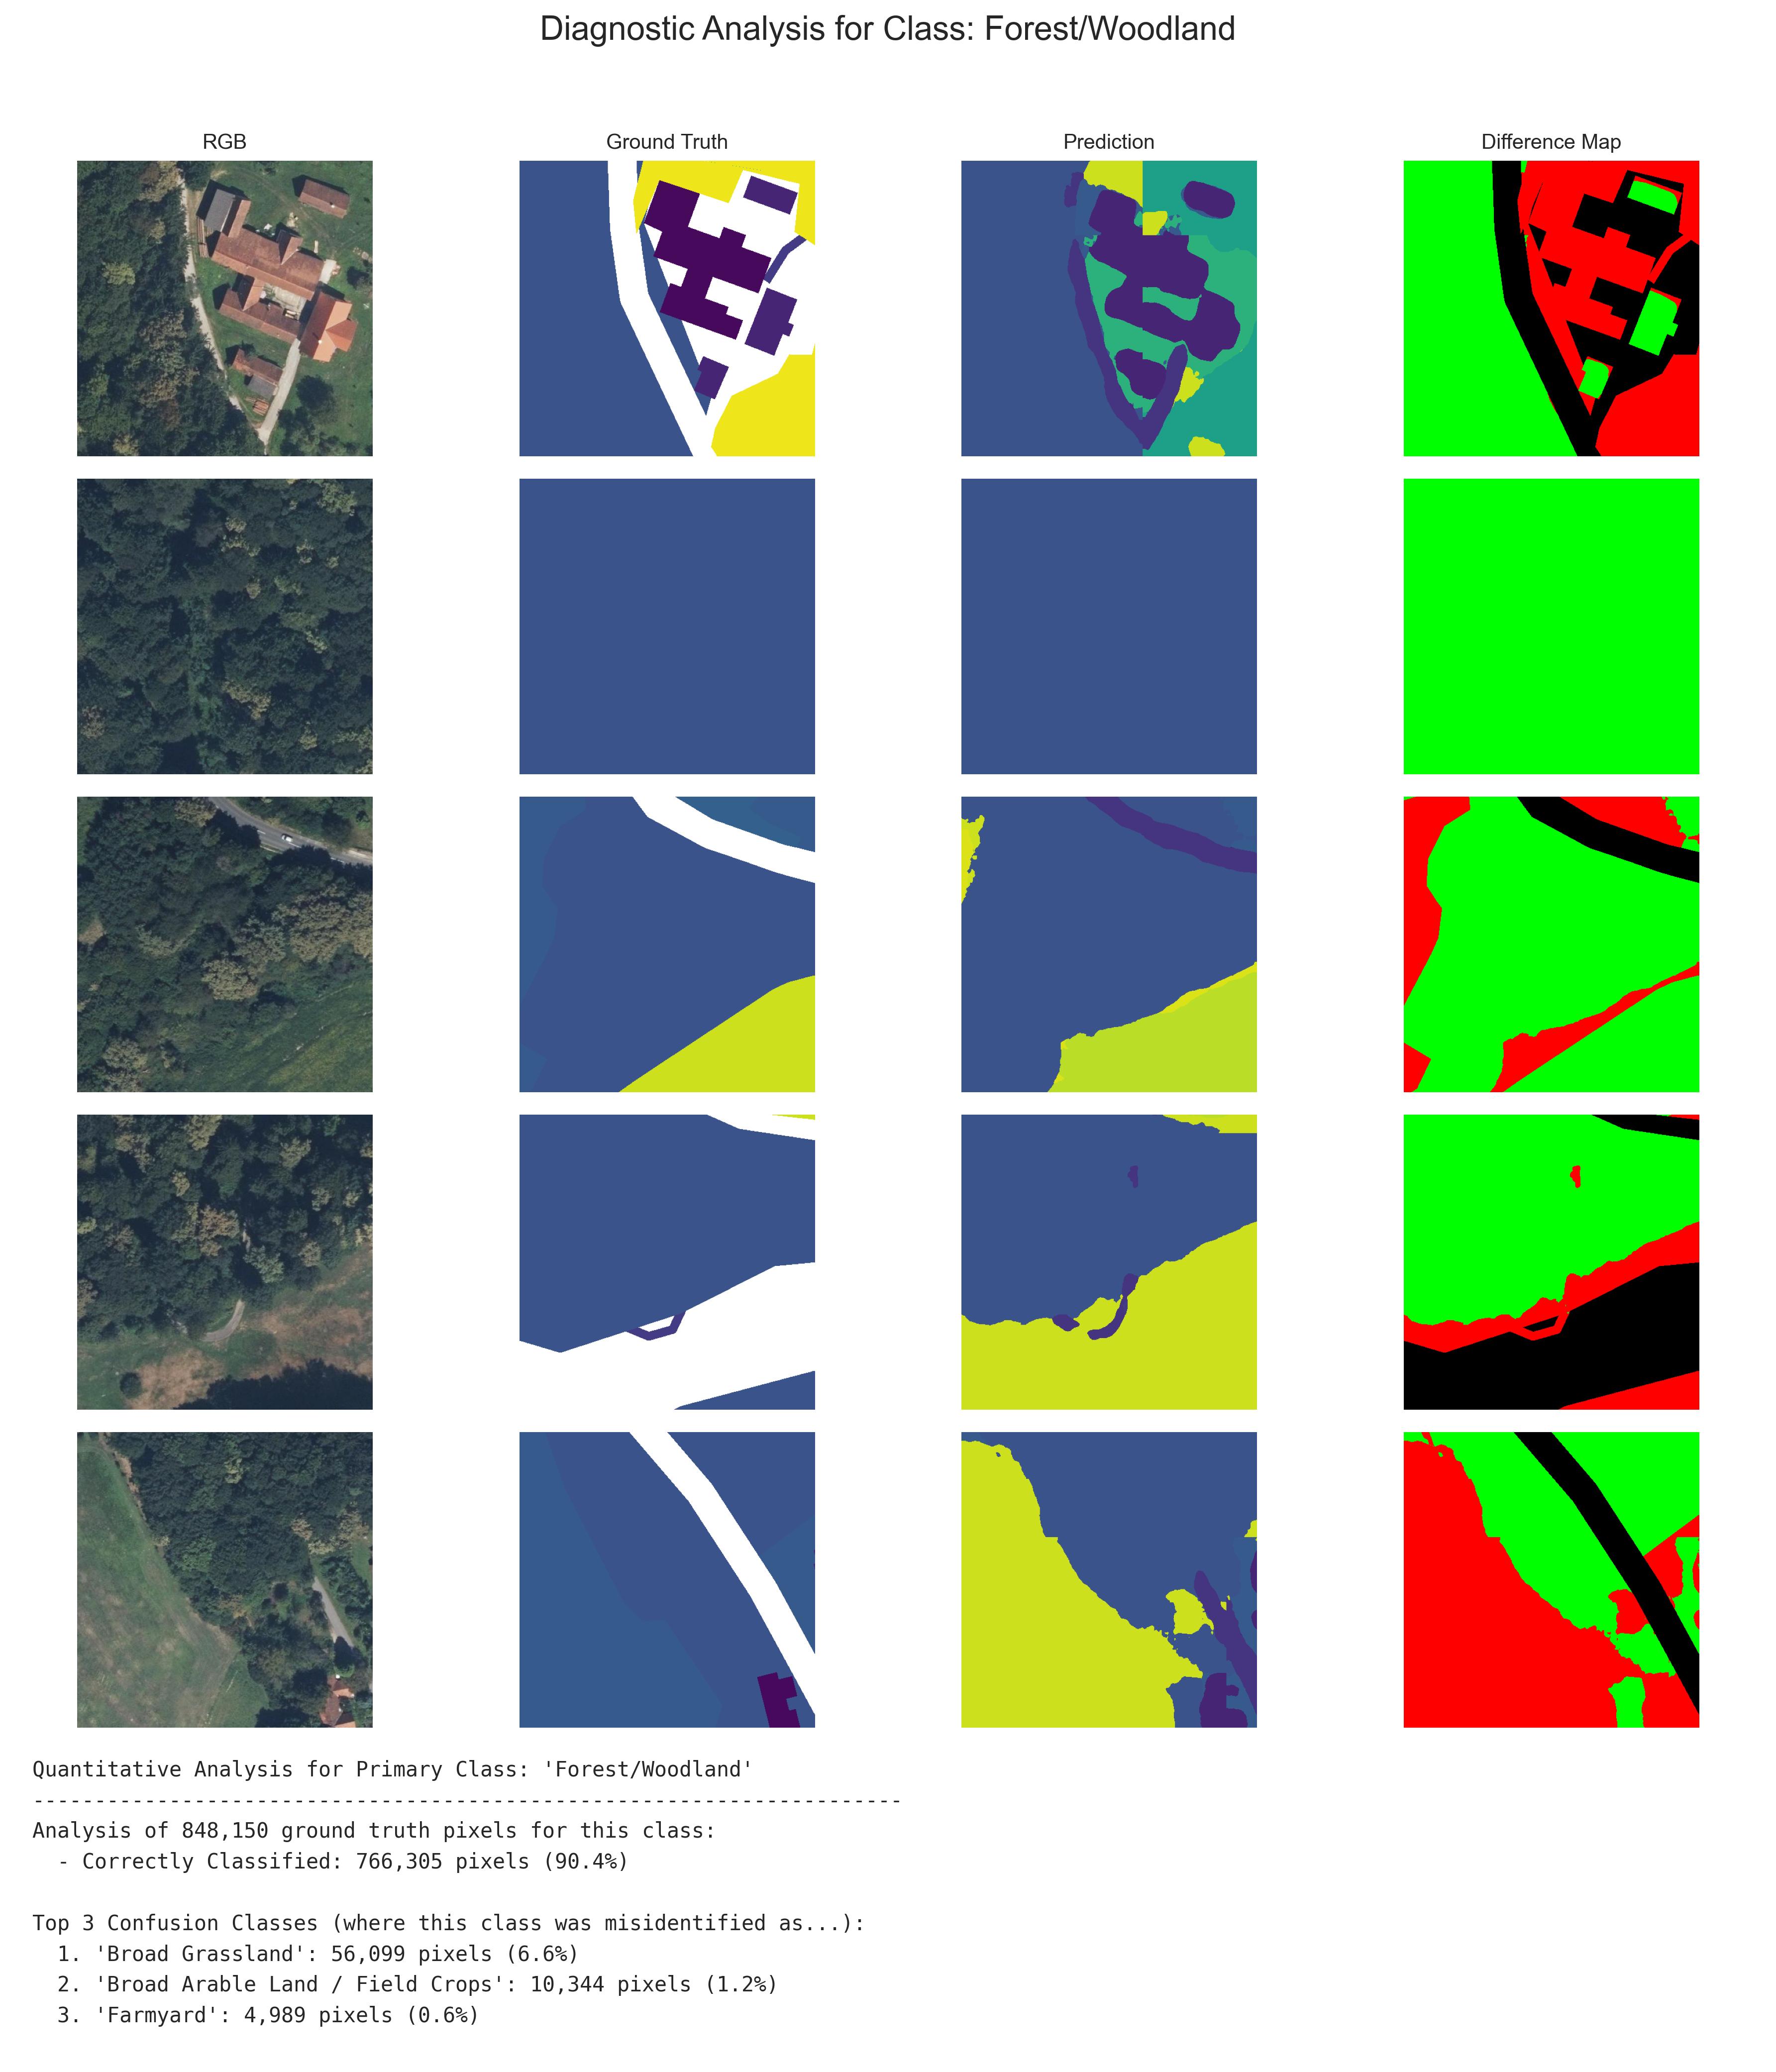 Diagnostic Analysis for Class: Forest/Woodland
RGB Ground Truth Prediction Difference Map
Quantitative Analysis for Primary Class: 'Forest/Woodland'
----------------------------------------------------------------------
Analysis of 848,150 ground truth pixels for this class:
- Correctly Classified: 766,305 pixels (90.4%)
Top 3 Confusion Classes (where this class was misidentified as...):
1. 'Broad Grassland': 56,099 pixels (6.6%)
2. 'Broad Arable Land / Field Crops': 10,344 pixels (1.2%)
3. 'Farmyard': 4,989 pixels (0.6%)